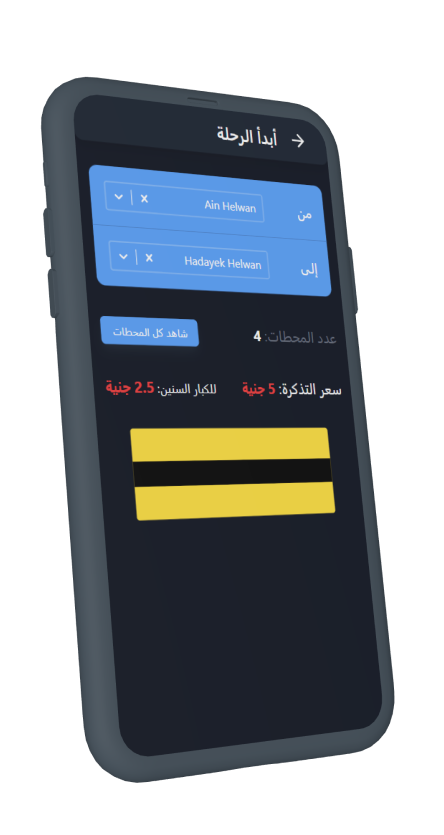 أبدأ الرحلة
من Ain Helwan x
إلى Hadayek Helwan x
عدد المحطات: 4 شاهد كل المحطات
سعر التذكرة: 5 جنية للكبار السنين: 2.5 جنية